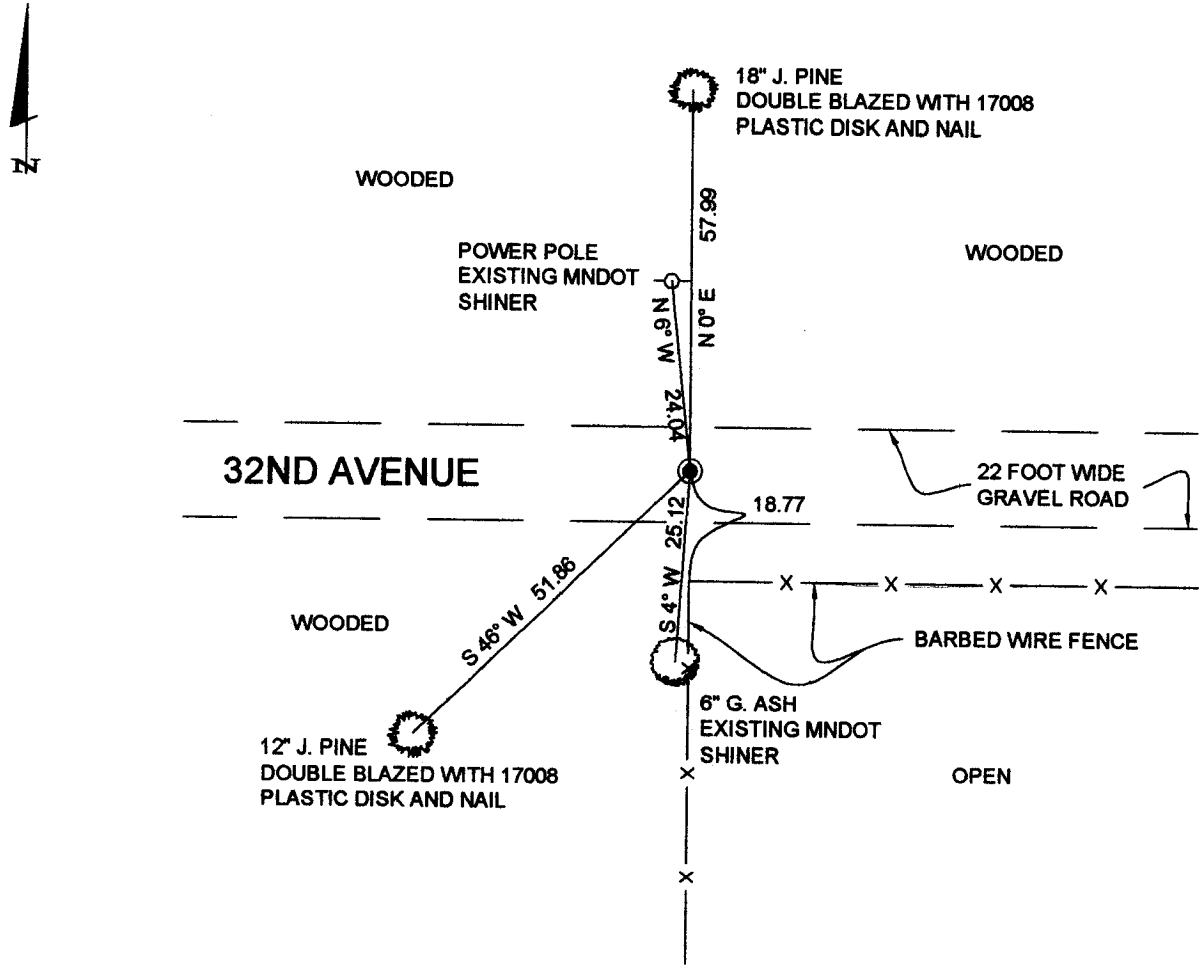 18" J. PINE
DOUBLE BLAZED WITH 17008
PLASTIC DISK AND NAIL
N
WOODED
57.99
N 0° E
POWER POLE
EXISTING MNDOT
SHINER
WOODED
N 6° W
24.04
32ND AVENUE
22 FOOT WIDE
GRAVEL ROAD
18.77
S 4° W 25.12
X X X X
S 46° W 51.86
WOODED
BARBED WIRE FENCE
X
6" G. ASH
EXISTING MNDOT
SHINER
12" J. PINE
DOUBLE BLAZED WITH 17008
PLASTIC DISK AND NAIL
X
OPEN
X